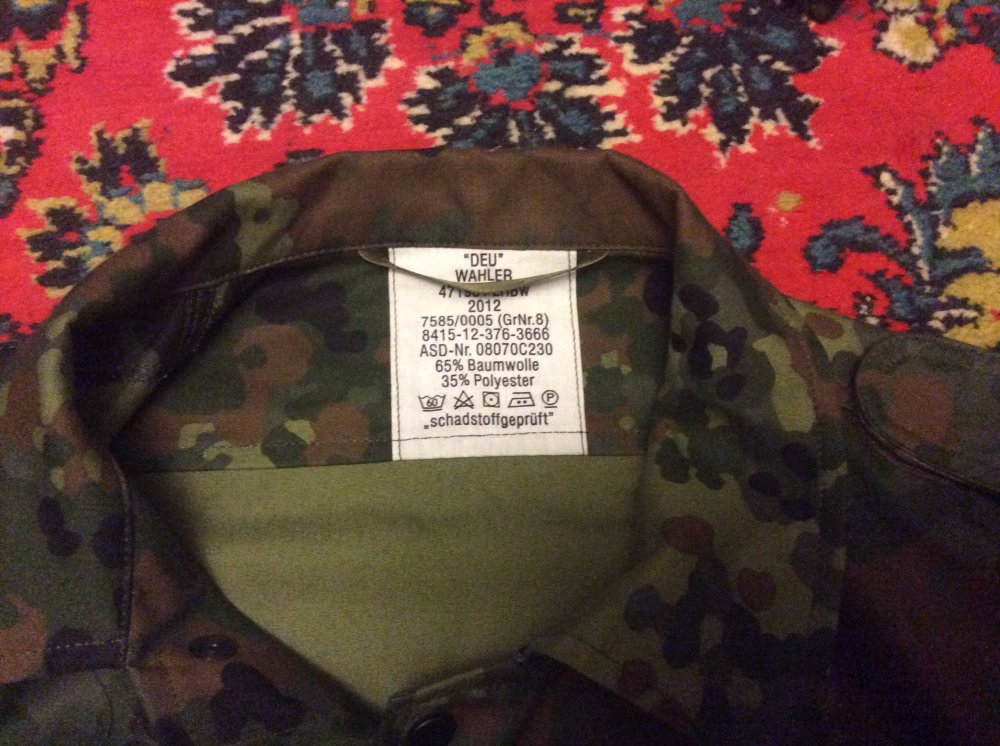 "DEU"
WAHLER
2012
7585/0005 (GrNr.8)
8415-12-376-3666
ASD-Nr. 08070C230
65% Baumwolle
35% Polyester
60 P
„schadstoffgeprüft"